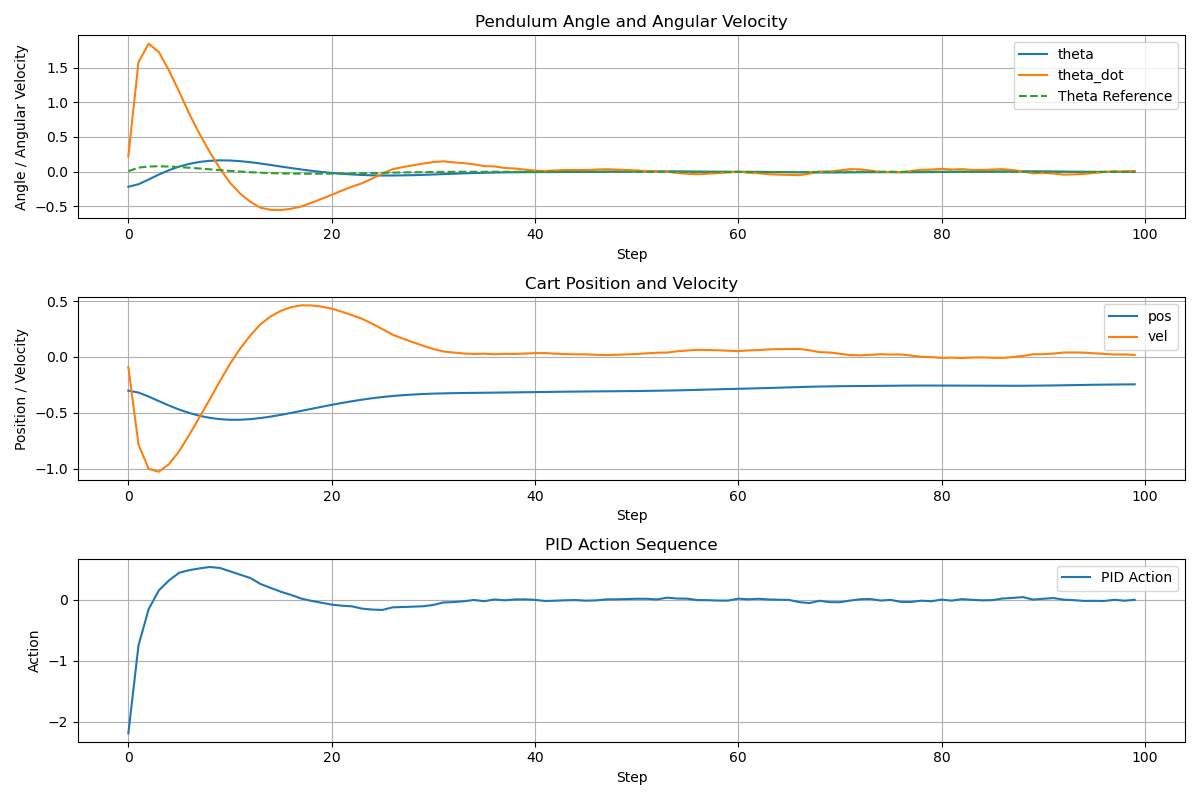 Pendulum Angle and Angular Velocity
Angle / Angular Velocity
1.5
1.0
0.5
0.0
−0.5
theta
theta_dot
Theta Reference
0 20 40 60 80 100
Step
Cart Position and Velocity
Position / Velocity
0.5
0.0
−0.5
−1.0
pos
vel
0 20 40 60 80 100
Step
PID Action Sequence
Action
0
−1
−2
PID Action
0 20 40 60 80 100
Step